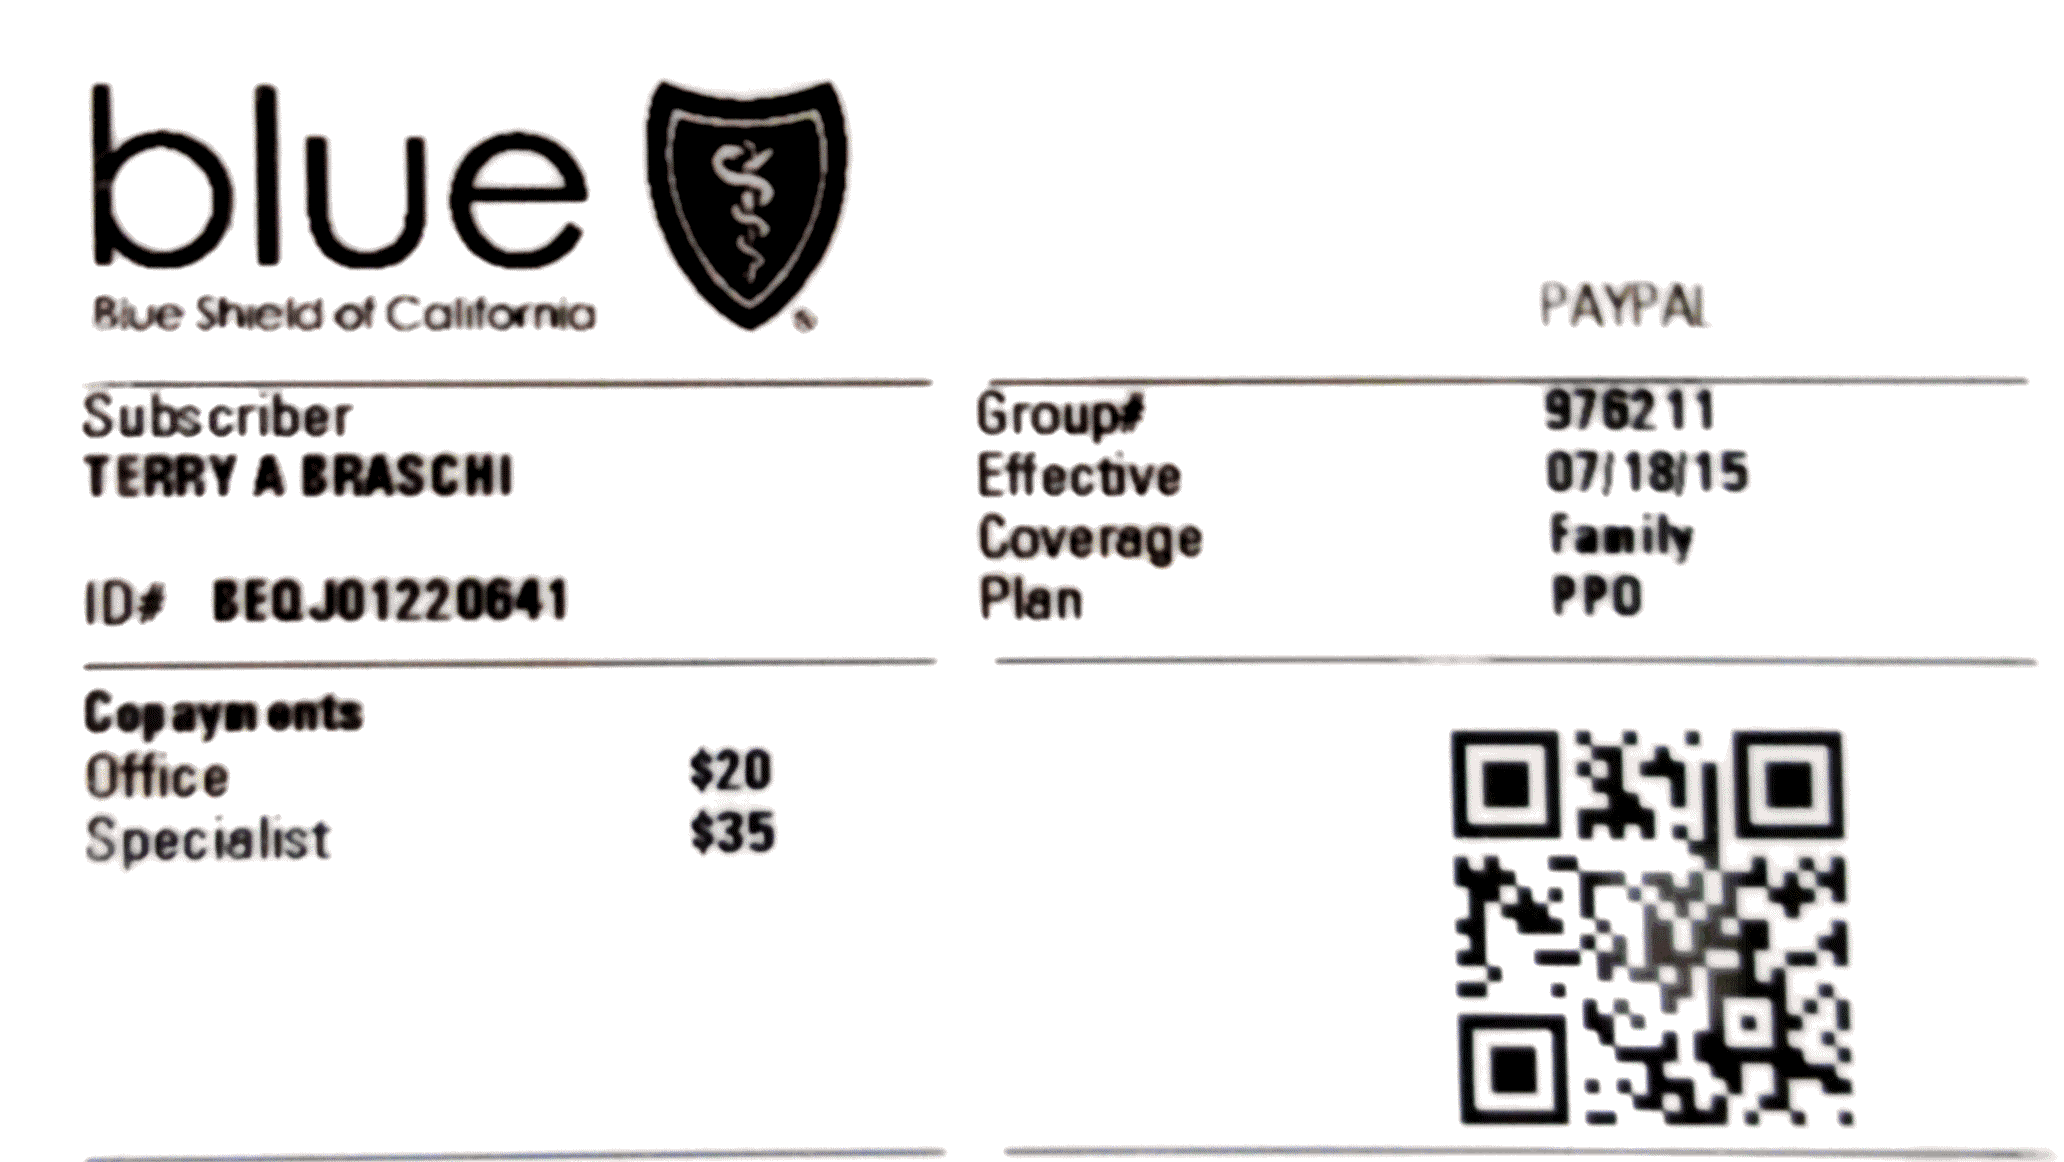 blue
Blue Shield of California
®
PAYPAL
Subscriber
TERRY A BRASCHI
ID# BEQJ01220641
Group# 976211
Effective 07/18/15
Coverage Family
Plan PPO
Copayments
Office $20
Specialist $35